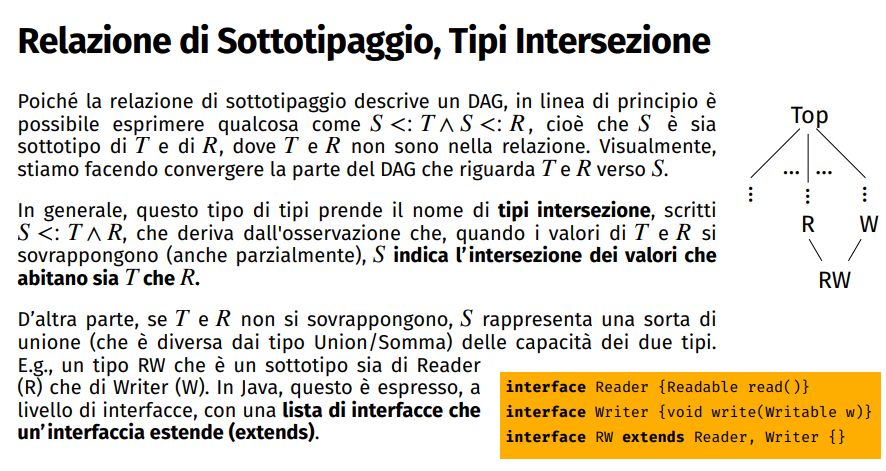 Relazione di Sottotipaggio, Tipi Intersezione
Poiché la relazione di sottotipaggio descrive un DAG, in linea di principio è
possibile esprimere qualcosa come S <: T ∧ S <: R, cioè che S è sia
sottotipo di T e di R, dove T e R non sono nella relazione. Visualmente,
stiamo facendo convergere la parte del DAG che riguarda T e R verso S.
In generale, questo tipo di tipi prende il nome di tipi intersezione, scritti
S <: T ∧ R, che deriva dall'osservazione che, quando i valori di T e R si
sovrappongono (anche parzialmente), S indica l'intersezione dei valori che
abitano sia T che R.
D'altra parte, se T e R non si sovrappongono, S rappresenta una sorta di
unione (che è diversa dai tipo Union/Somma) delle capacità dei due tipi.
E.g., un tipo RW che è un sottotipo sia di Reader
(R) che di Writer (W). In Java, questo è espresso, a
livello di interfacce, con una lista di interfacce che
un'interfaccia estende (extends).
Top
... ...
⋮ ⋮ ⋮
R W
RW
interface Reader {Readable read()}
interface Writer {void write(Writable w)}
interface RW extends Reader, Writer {}